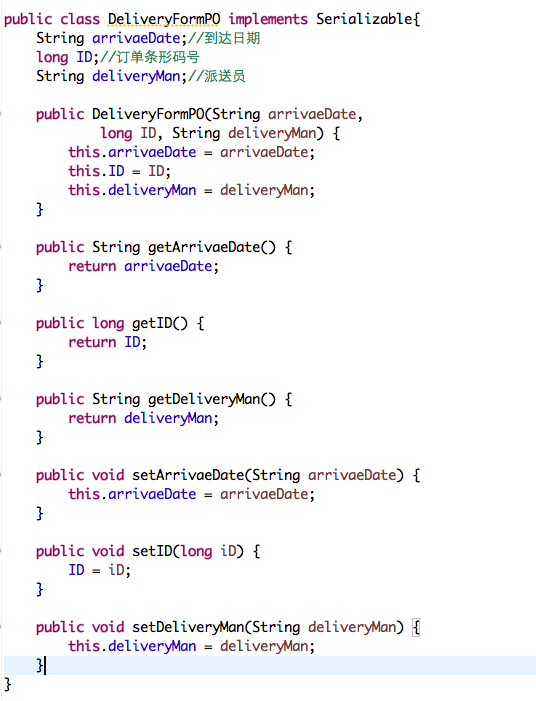 public class DeliveryFormPO implements Serializable{
    String arrivaeDate;//到达日期
    long ID;//订单条形码号
    String deliveryMan;//派送员

    public DeliveryFormPO(String arrivaeDate,
            long ID, String deliveryMan) {
        this.arrivaeDate = arrivaeDate;
        this.ID = ID;
        this.deliveryMan = deliveryMan;
    }

    public String getArrivaeDate() {
        return arrivaeDate;
    }

    public long getID() {
        return ID;
    }

    public String getDeliveryMan() {
        return deliveryMan;
    }

    public void setArrivaeDate(String arrivaeDate) {
        this.arrivaeDate = arrivaeDate;
    }

    public void setID(long iD) {
        ID = iD;
    }

    public void setDeliveryMan(String deliveryMan) {
        this.deliveryMan = deliveryMan;
    }
}